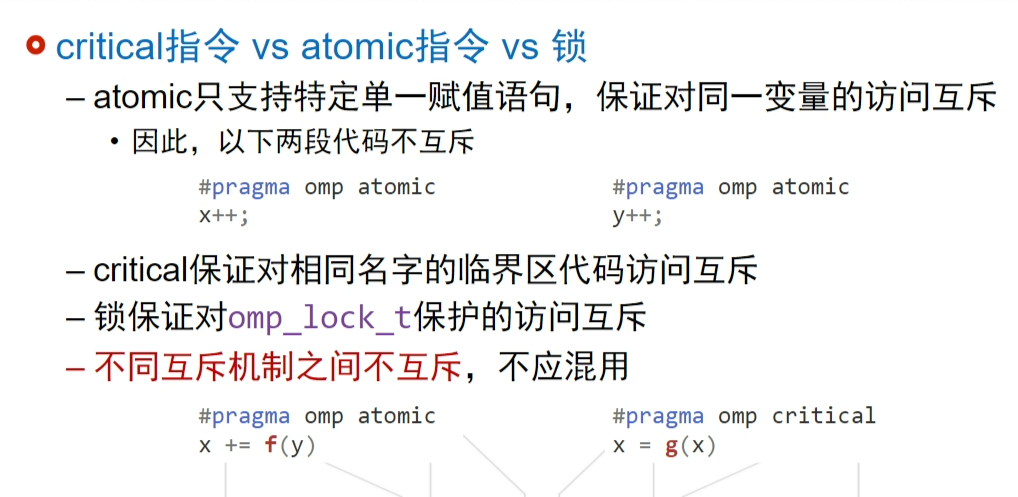 critical指令 vs atomic指令 vs 锁
– atomic只支持特定单一赋值语句，保证对同一变量的访问互斥
• 因此，以下两段代码不互斥
#pragma omp atomic #pragma omp atomic
x++; y++;
– critical保证对相同名字的临界区代码访问互斥
– 锁保证对omp_lock_t保护的访问互斥
– 不同互斥机制之间不互斥，不应混用
#pragma omp atomic #pragma omp critical
x += f(y) x = g(x)